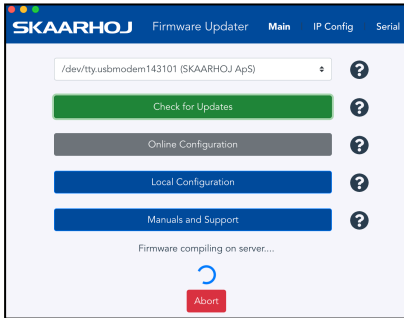 SKAARHOJ Firmware Updater Main IP Config Serial
/dev/tty.usbmodem143101 (SKAARHOJ ApS)
?
Check for Updates
?
Online Configuration
?
Local Configuration
?
Manuals and Support
?
Firmware compiling on server....
Abort